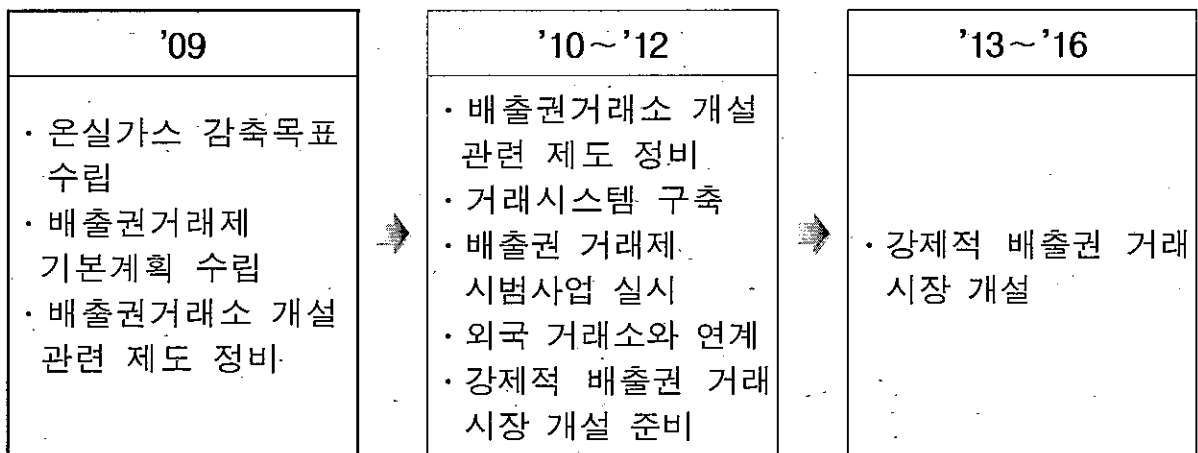 '09
· 온실가스 감축목표
수립
· 배출권거래제
기본계획 수립
· 배출권거래소 개설
관련 제도 정비
'10~'12
· 배출권거래소 개설
관련 제도 정비
· 거래시스템 구축
· 배출권 거래제
시범사업 실시
· 외국 거래소와 연계
· 강제적 배출권 거래
시장 개설 준비
'13~'16
· 강제적 배출권 거래
시장 개설